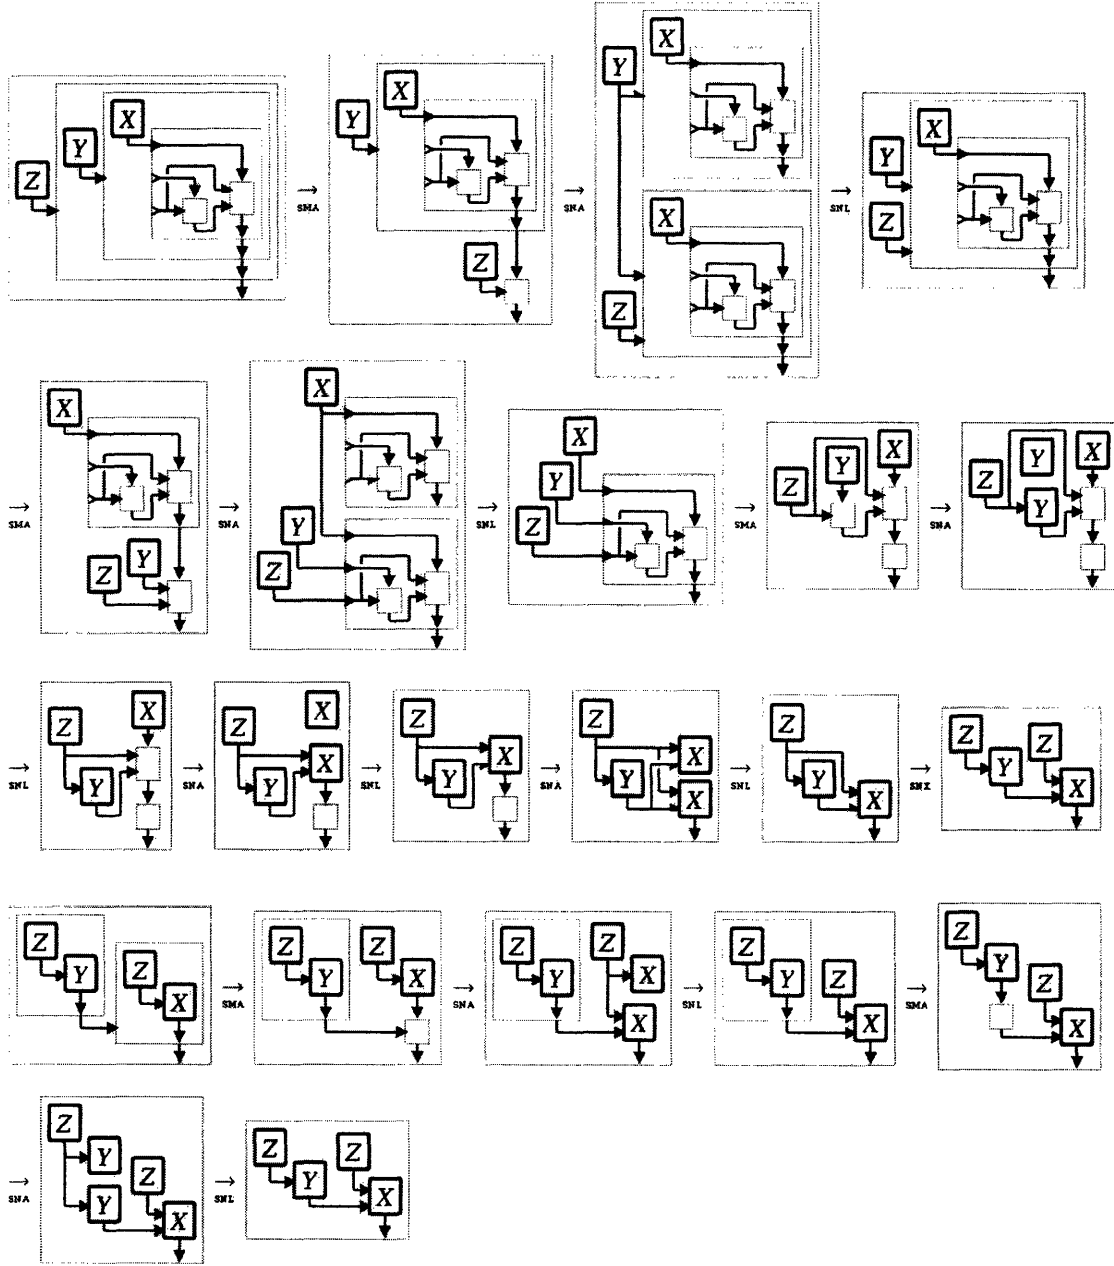 X Y Z → SMA X Y Z → SNA X Y X Z → SNL X Y Z
→ SMA X Y Z → SNA X Y Z → SNL X Y Z → SMA Z Y X → SNA Z Y Y X
→ SNL Z X Y → SNA Z X X Y → SNL Z X Y → SNA Z X Y X → SNL Z Y X → Z Z Y X
Z Y Z X → SMA Z Z Y X → SNA Z Z Y X X → SNL Z Y Z X → SMA Z Y Z X
→ SNA Z Y Z Y X → SNL Z Z Y X